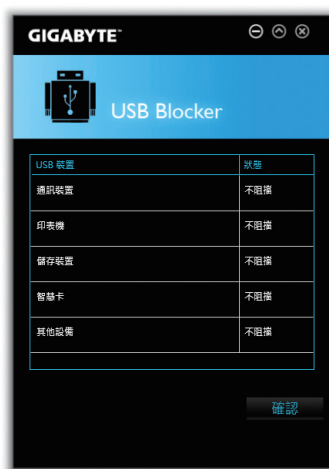 GIGABYTE™
USB Blocker
USB 裝置 狀態
通訊裝置 不阻擋
印表機 不阻擋
儲存裝置 不阻擋
智慧卡 不阻擋
其他設備 不阻擋
確認